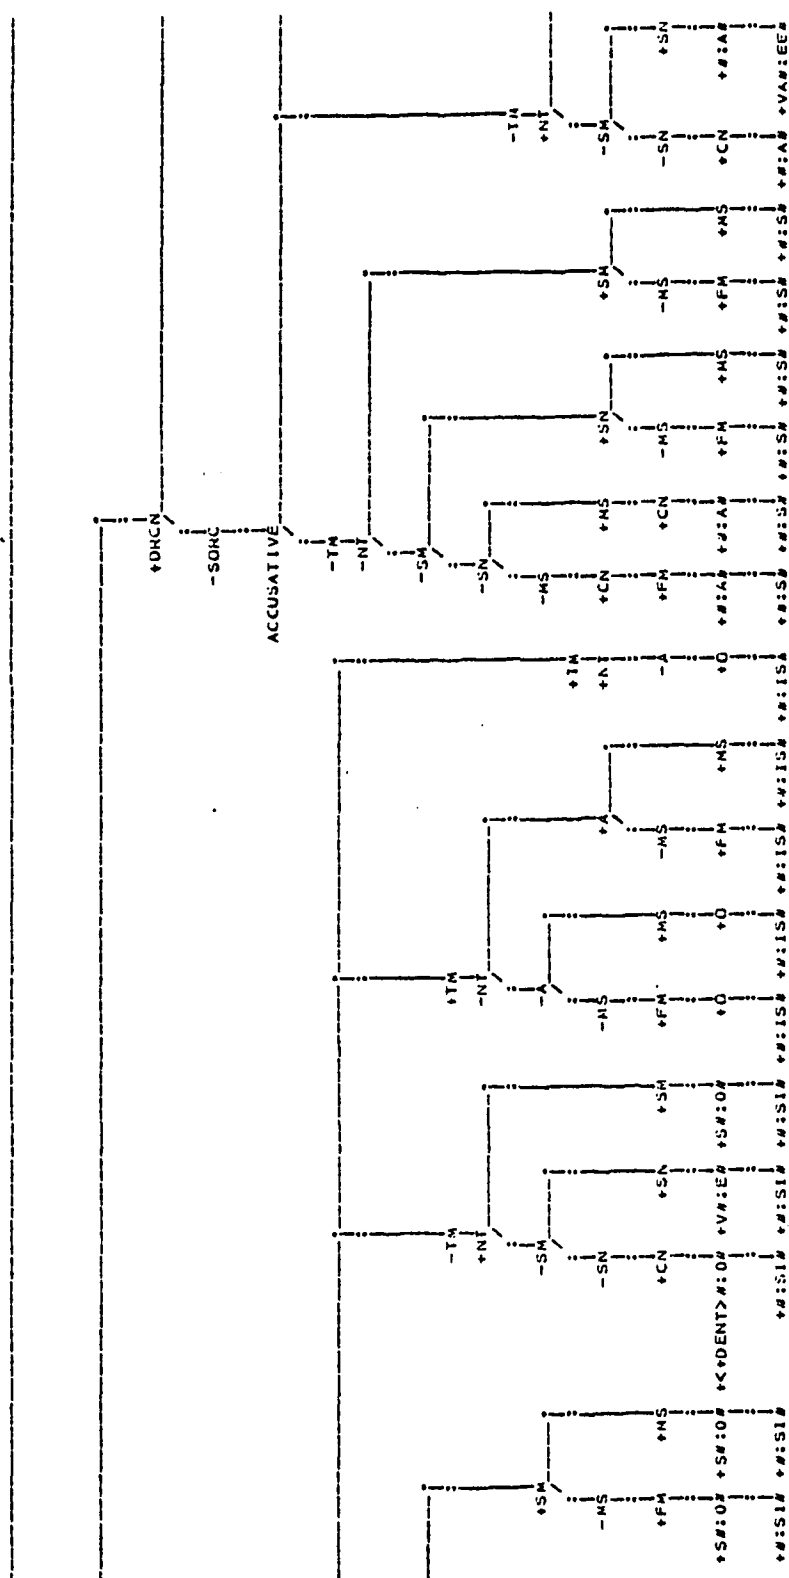 +DRCN
-SDRC
ACCUSATIVE
-TM
-NT
-SM
-TM +TM
+NT -NT -SN
-TM
+SM -SM -A -MS +NT
+TM
-MS -SN -MS +A +NT +CN +MS +SN +SM -SM
+FM +MS +CN +SN +SM +FM +MS -MS -A +FM +CN -MS -MS -SN +SN
+S#:O# +S#:O# +<+DENT>#:O# +V#:E# +S#:O# +O +O +FM +MS +O +#:A# +#:A# +FM +MS +FM +MS +CN +#:A#
+#:SI# +#:SI# +#:SI# +#:SI# +#:SI# +#:IS# +#:IS# +#:IS# +#:IS# +#:IS# +#:S# +#:S# +#:S# +#:S# +#:S# +#:S# +#:A# +VA#:EE#